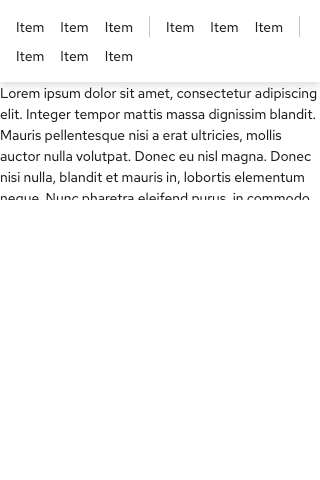 Item Item Item Item Item Item
Item Item Item
Lorem ipsum dolor sit amet, consectetur adipiscing
elit. Integer tempor mattis massa dignissim blandit.
Mauris pellentesque nisi a erat ultricies, mollis
auctor nulla volutpat. Donec eu nisl magna. Donec
nisi nulla, blandit et mauris in, lobortis elementum
neque. Nunc pharetra eleifend purus, in commodo